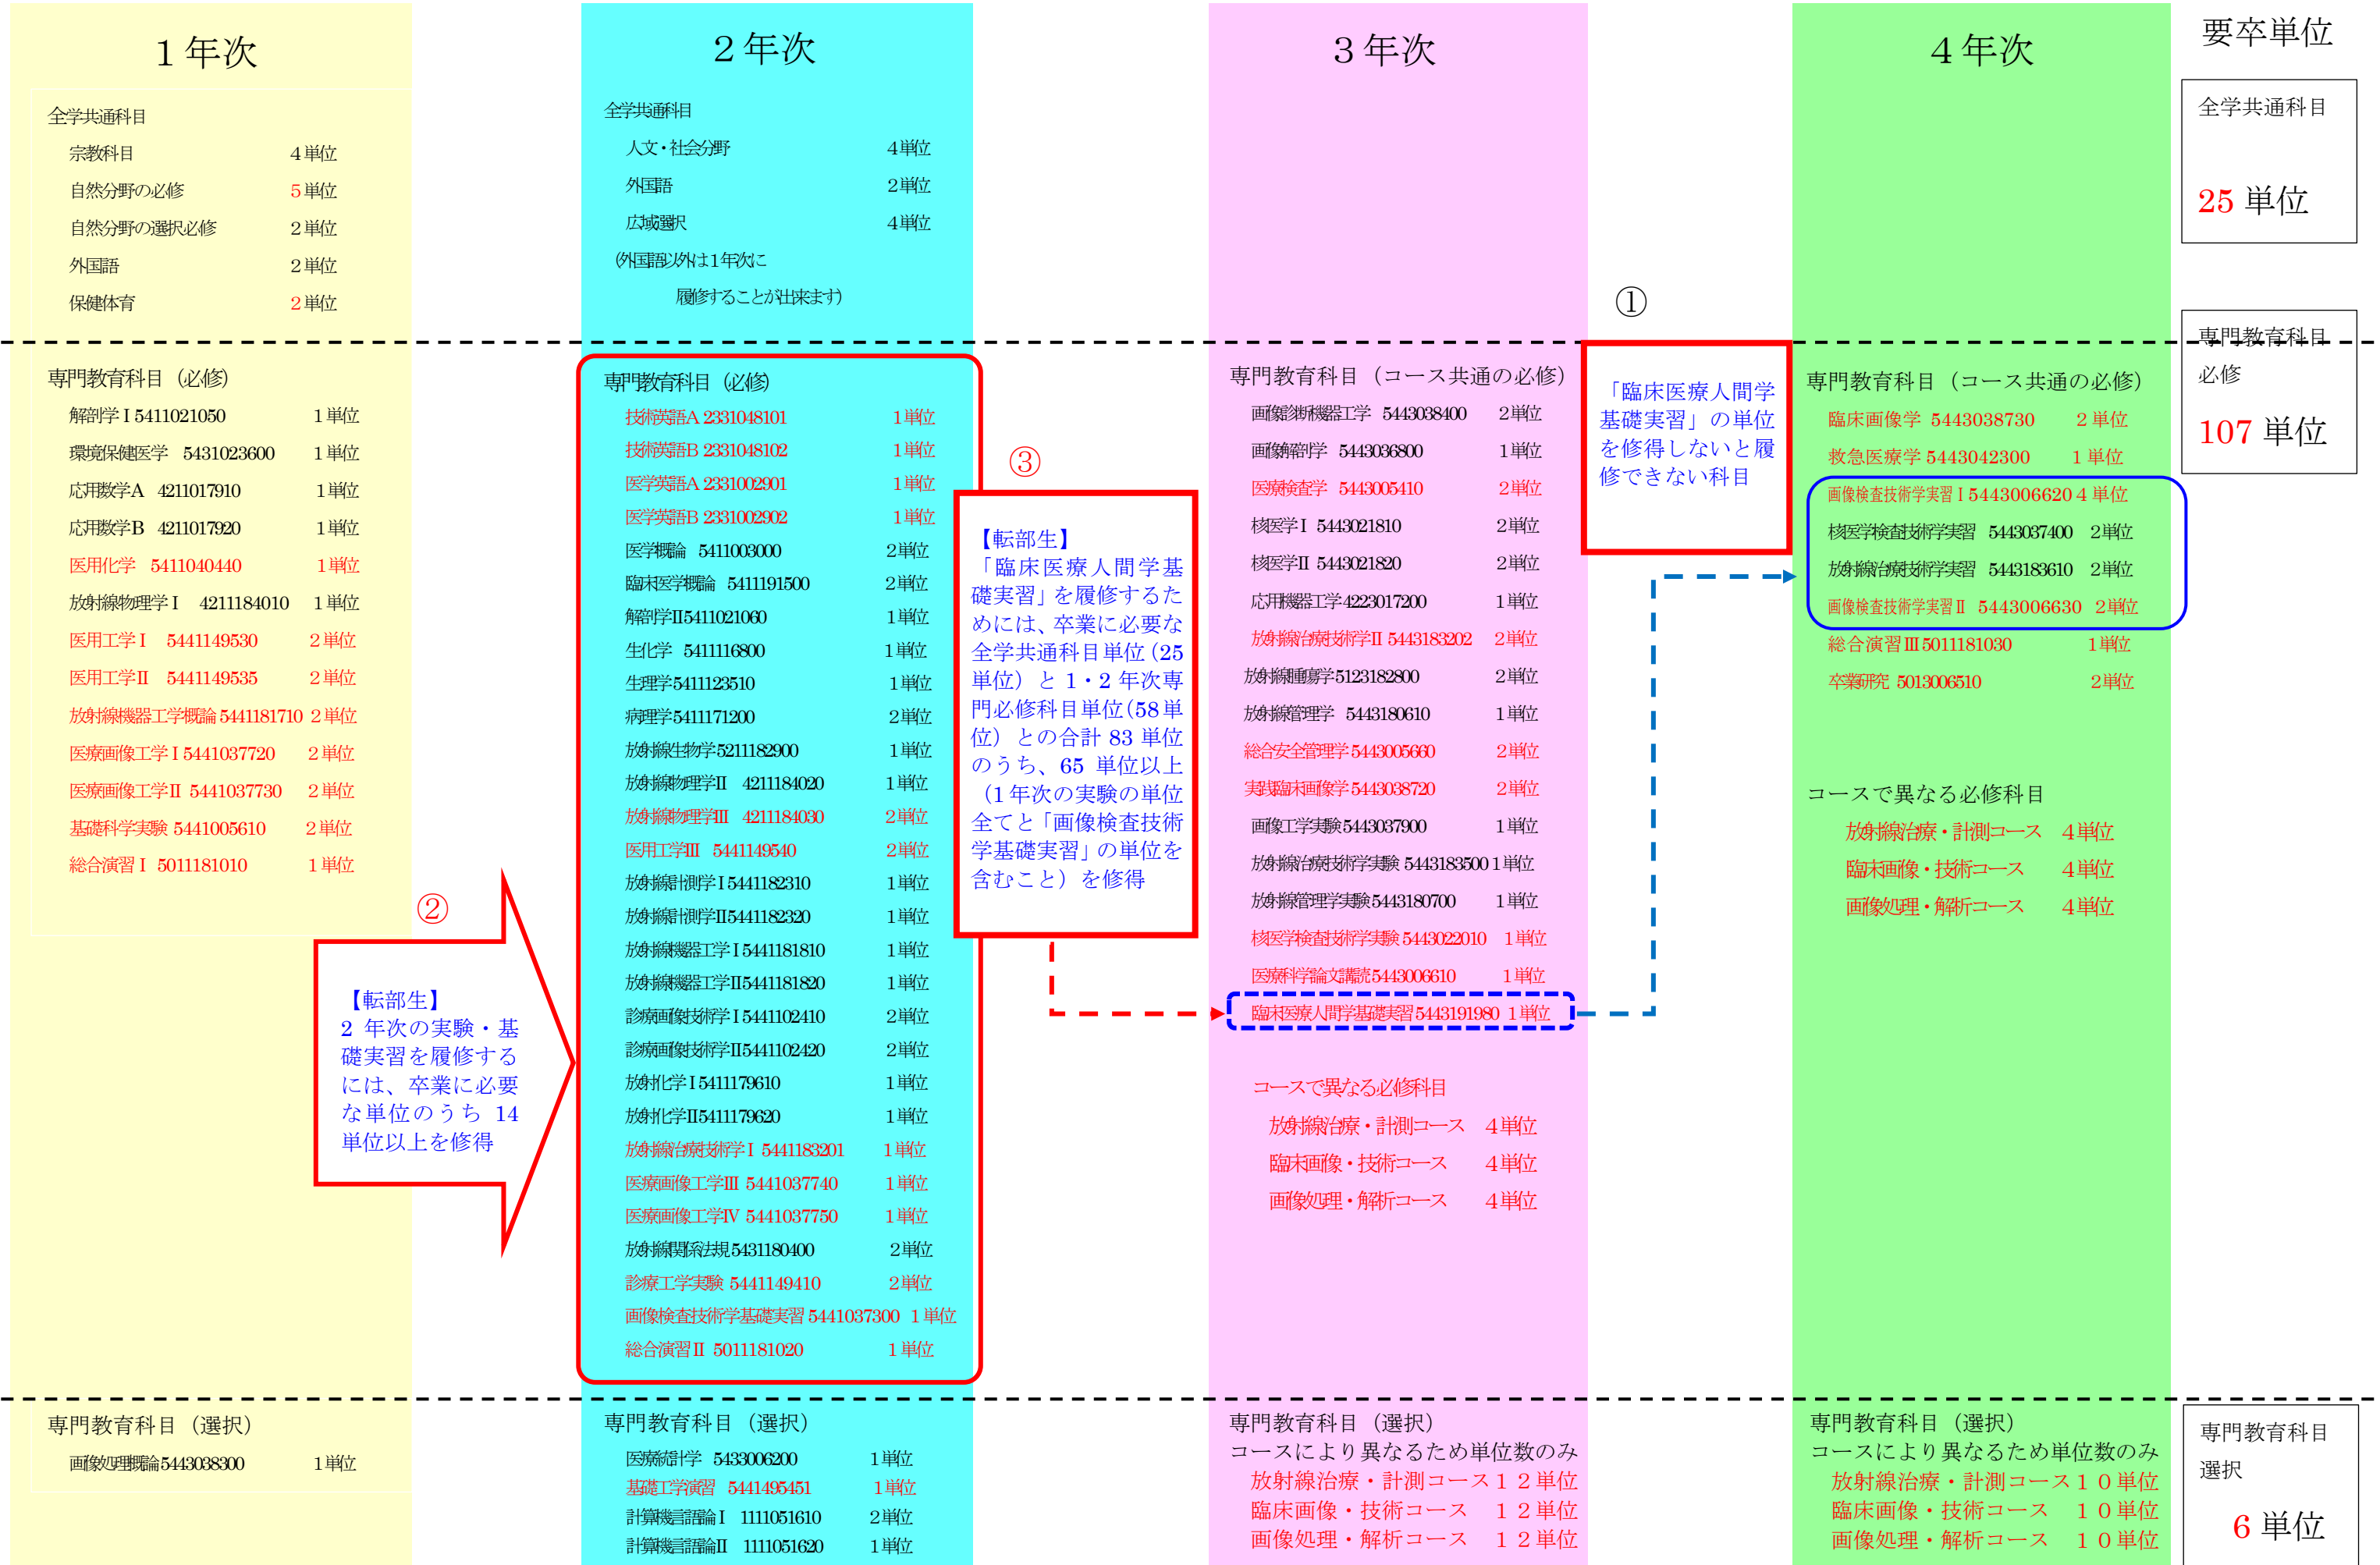 1年次
全学共通科目
宗教科目 4単位
自然分野の必修 5単位
自然分野の選択必修 2単位
外国語 2単位
保健体育 2単位
専門教育科目（必修）
解剖学Ⅰ5411021050 1単位
環境保健医学 5431023600 1単位
応用数学A 4211017910 1単位
応用数学B 4211017920 1単位
医用化学 5411040440 1単位
放射線物理学Ⅰ 4211184010 1単位
医用工学Ⅰ 5441149530 2単位
医用工学Ⅱ 5441149535 2単位
放射線機器工学概論5441181710 2単位
医療画像工学Ⅰ5441037720 2単位
医療画像工学Ⅱ 5441037730 2単位
基礎科学実験 5441005610 2単位
総合演習Ⅰ 5011181010 1単位
②
【転部生】
2 年次の実験・基
礎実習を履修する
には、卒業に必要
な単位のうち 14
単位以上を修得
専門教育科目（選択）
画像処理概論5443038300 1単位
2年次
全学共通科目
人文・社会分野 4単位
外国語 2単位
広域選択 4単位
（外国語以外は1年次に
履修することが出来ます）
専門教育科目（必修）
技術英語A 2331048101 1単位
技術英語B 2331048102 1単位
医学英語A 2331002901 1単位
医学英語B 2331002902 1単位
医学概論 5411003000 2単位
臨床医学概論 5411191500 2単位
解剖学Ⅱ5411021060 1単位
生化学 5411116800 1単位
生理学5411123510 1単位
病理学5411171200 2単位
放射線生物学5211182900 1単位
放射線物理学Ⅱ 4211184020 1単位
放射線物理学Ⅲ 4211184030 2単位
医用工学Ⅲ 5441149540 2単位
放射線計測学Ⅰ5441182310 1単位
放射線計測学Ⅱ5441182320 1単位
放射線機器工学Ⅰ5441181810 1単位
放射線機器工学Ⅱ5441181820 1単位
診療画像技術学Ⅰ5441102410 2単位
診療画像技術学Ⅱ5441102420 2単位
放射化学Ⅰ5411179610 1単位
放射化学Ⅱ5411179620 1単位
放射線治療技術学Ⅰ 5441183201 1単位
医療画像工学Ⅲ 5441037740 1単位
医療画像工学Ⅳ 5441037750 1単位
放射線関係法規5431180400 2単位
診療工学実験 5441149410 2単位
画像検査技術学基礎実習5441037300 1単位
総合演習Ⅱ 5011181020 1単位
専門教育科目（選択）
医療統計学 5433006200 1単位
基礎工学演習 5441495451 1単位
計算機言語論Ⅰ 1111051610 2単位
計算機言語論Ⅱ 1111051620 1単位
③
【転部生】
「臨床医療人間学基
礎実習」を履修するた
めには、卒業に必要な
全学共通科目単位（25
単位）と 1・2 年次専
門必修科目単位（58単
位）との合計 83 単位
のうち、65 単位以上
（1年次の実験の単位
全てと「画像検査技術
学基礎実習」の単位を
含むこと）を修得
3年次
専門教育科目（コース共通の必修）
画像診断機器工学 5443038400 2単位
画像解剖学 5443036800 1単位
医療検査学 5443005410 2単位
核医学Ⅰ 5443021810 2単位
核医学Ⅱ 5443021820 2単位
応用機器工学4223017200 1単位
放射線治療技術学Ⅱ 5443183202 2単位
放射線腫瘍学5123182800 2単位
放射線管理学 5443180610 1単位
総合安全管理学5443005660 2単位
実践臨床画像学5443038720 2単位
画像工学実験5443037900 1単位
放射線治療技術学実験 5443183500 1単位
放射線管理学実験5443180700 1単位
核医学検査技術学実験5443022010 1単位
医療科学論文講読5443006610 1単位
臨床医療人間学基礎実習5443191980 1単位
コースで異なる必修科目
放射線治療・計測コース 4単位
臨床画像・技術コース 4単位
画像処理・解析コース 4単位
専門教育科目（選択）
コースにより異なるため単位数のみ
放射線治療・計測コース12単位
臨床画像・技術コース 12単位
画像処理・解析コース 12単位
①
「臨床医療人間学
基礎実習」の単位
を修得しないと履
修できない科目
4年次
専門教育科目（コース共通の必修）
臨床画像学 5443038730 2単位
救急医療学 5443042300 1単位
画像検査技術学実習Ⅰ5443006620 4単位
核医学検査技術学実習 5443037400 2単位
放射線治療技術学実習 5443183610 2単位
画像検査技術学実習Ⅱ 5443006630 2単位
総合演習Ⅲ5011181030 1単位
卒業研究 5013006510 2単位
コースで異なる必修科目
放射線治療・計測コース 4単位
臨床画像・技術コース 4単位
画像処理・解析コース 4単位
専門教育科目（選択）
コースにより異なるため単位数のみ
放射線治療・計測コース10単位
臨床画像・技術コース 10単位
画像処理・解析コース 10単位
要卒単位
全学共通科目
25 単位
専門教育科目
必修
107 単位
専門教育科目
選択
6 単位